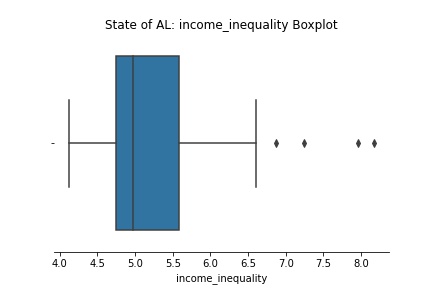 State of AL: income_inequality Boxplot
-
4.0 4.5 5.0 5.5 6.0 6.5 7.0 7.5 8.0
income_inequality